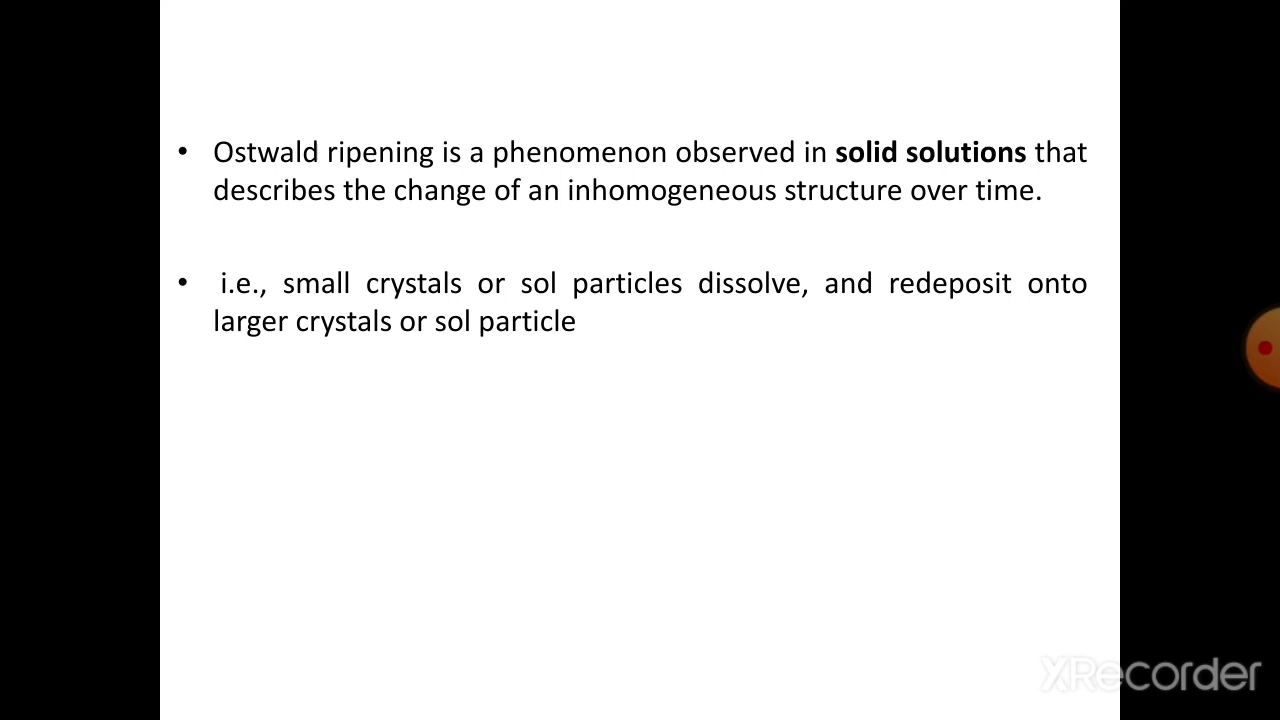 • Ostwald ripening is a phenomenon observed in solid solutions that
describes the change of an inhomogeneous structure over time.
• i.e., small crystals or sol particles dissolve, and redeposit onto
larger crystals or sol particle
XRecorder